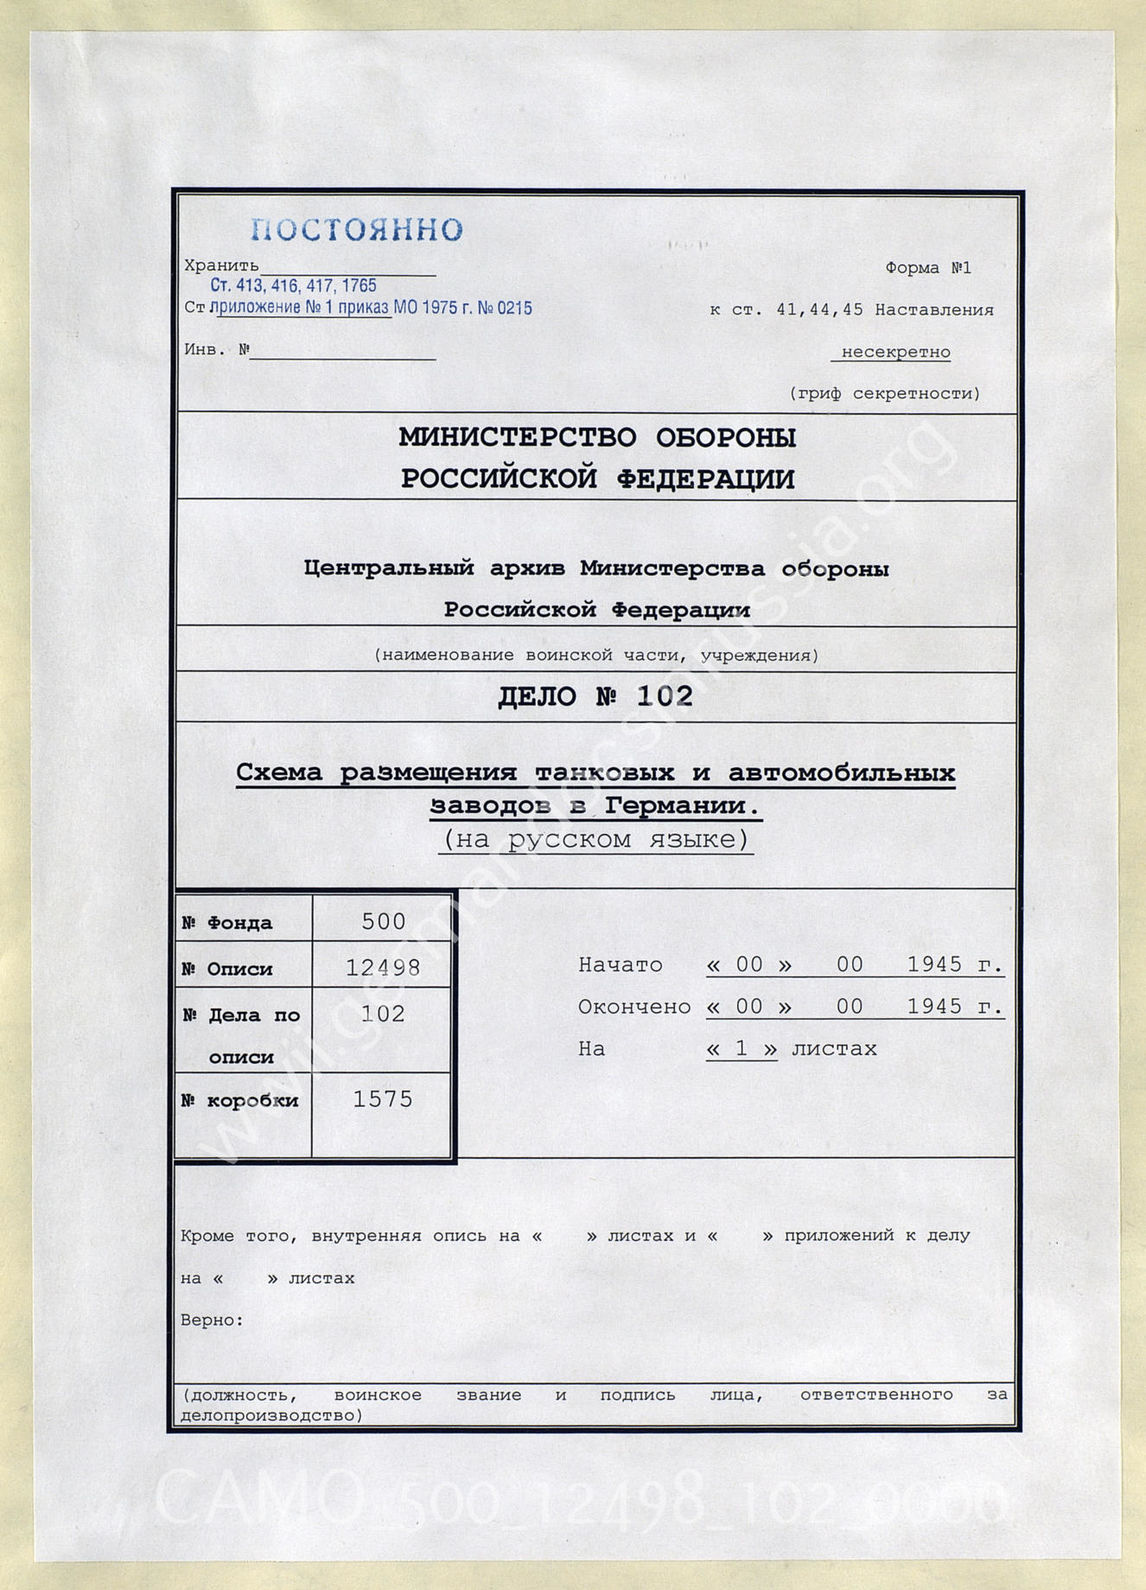 ПОСТОЯННО
Хранить
Форма №1
Ст. 413, 416, 417, 1765
Ст приложение № 1 приказ МО 1975 г. № 0215
к ст. 41,44,45 Наставления
Инв. №
несекретно
(гриф секретности)
МИНИСТЕРСТВО ОБОРОНЫ
РОССИЙСКОЙ ФЕДЕРАЦИИ
Центральный архив Министерства обороны
Российской Федерации
(наименование воинской части, учреждения)
ДЕЛО № 102
Схема размещения танковых и автомобильных
заводов в Германии.
(на русском языке)
№ Фонда 500
№ Описи 12498
№ Дела по 102
описи
№ коробки 1575
Начато « 00 » 00 1945 г.
Окончено « 00 » 00 1945 г.
На « 1 » листах
Кроме того, внутренняя опись на « » листах и « » приложений к делу
на « » листах
Верно:
(должность, воинское звание и подпись лица, ответственного за
делопроизводство)
www.germandocsinrussia.org
CAMO_500_12498_102_0000